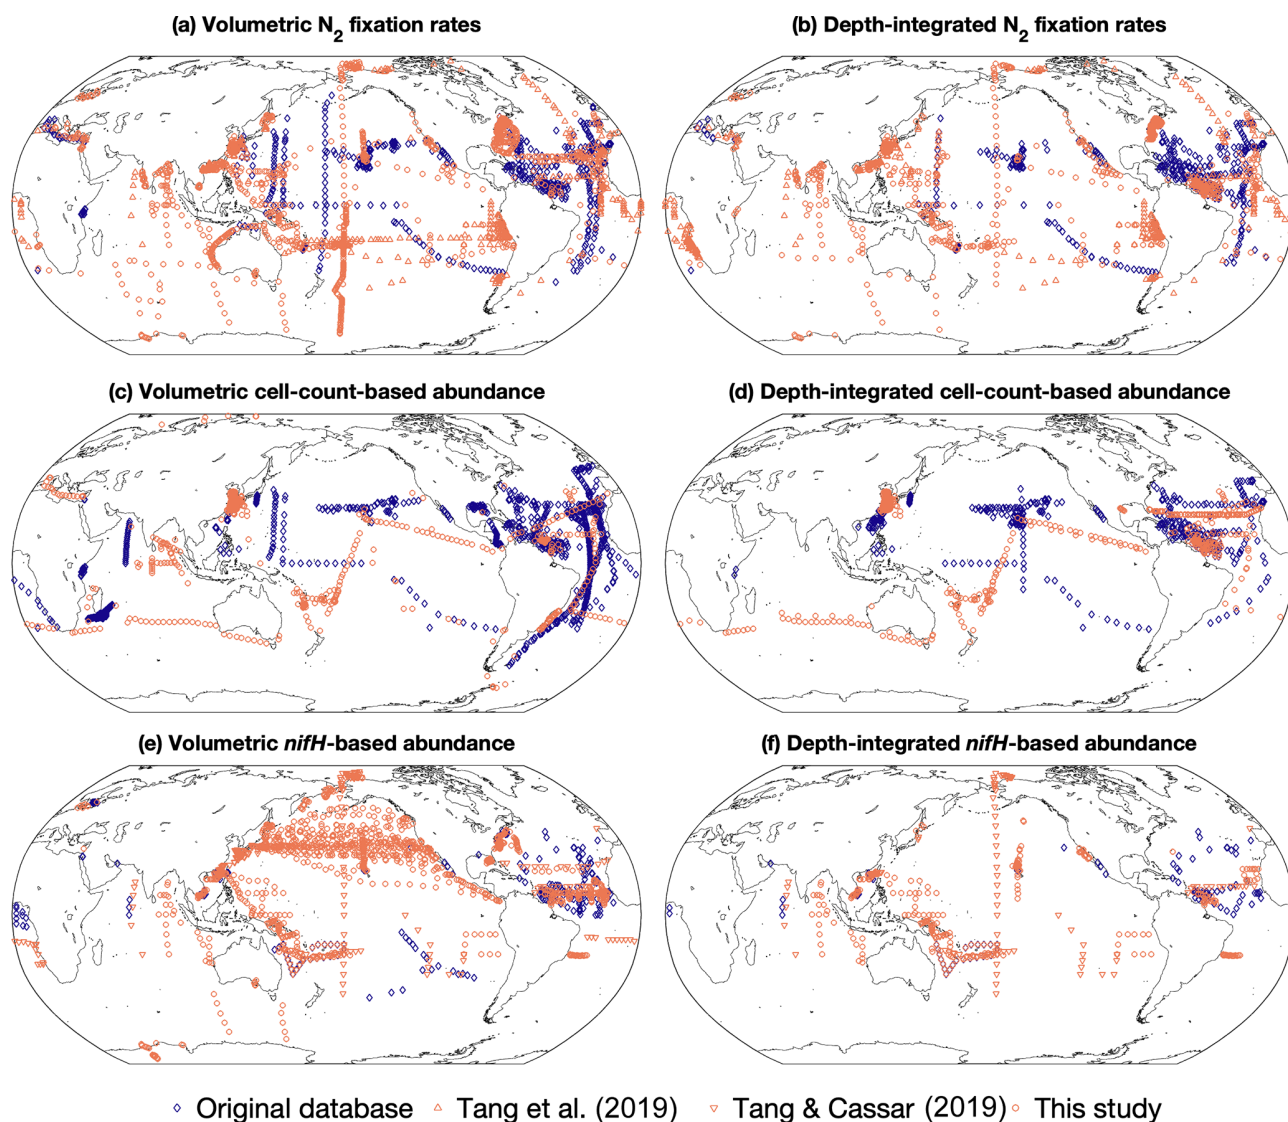 (a) Volumetric N₂ fixation rates
(b) Depth-integrated N₂ fixation rates
(c) Volumetric cell-count-based abundance
(d) Depth-integrated cell-count-based abundance
(e) Volumetric nifH-based abundance
(f) Depth-integrated nifH-based abundance
Original database Tang et al. (2019) Tang & Cassar (2019) This study